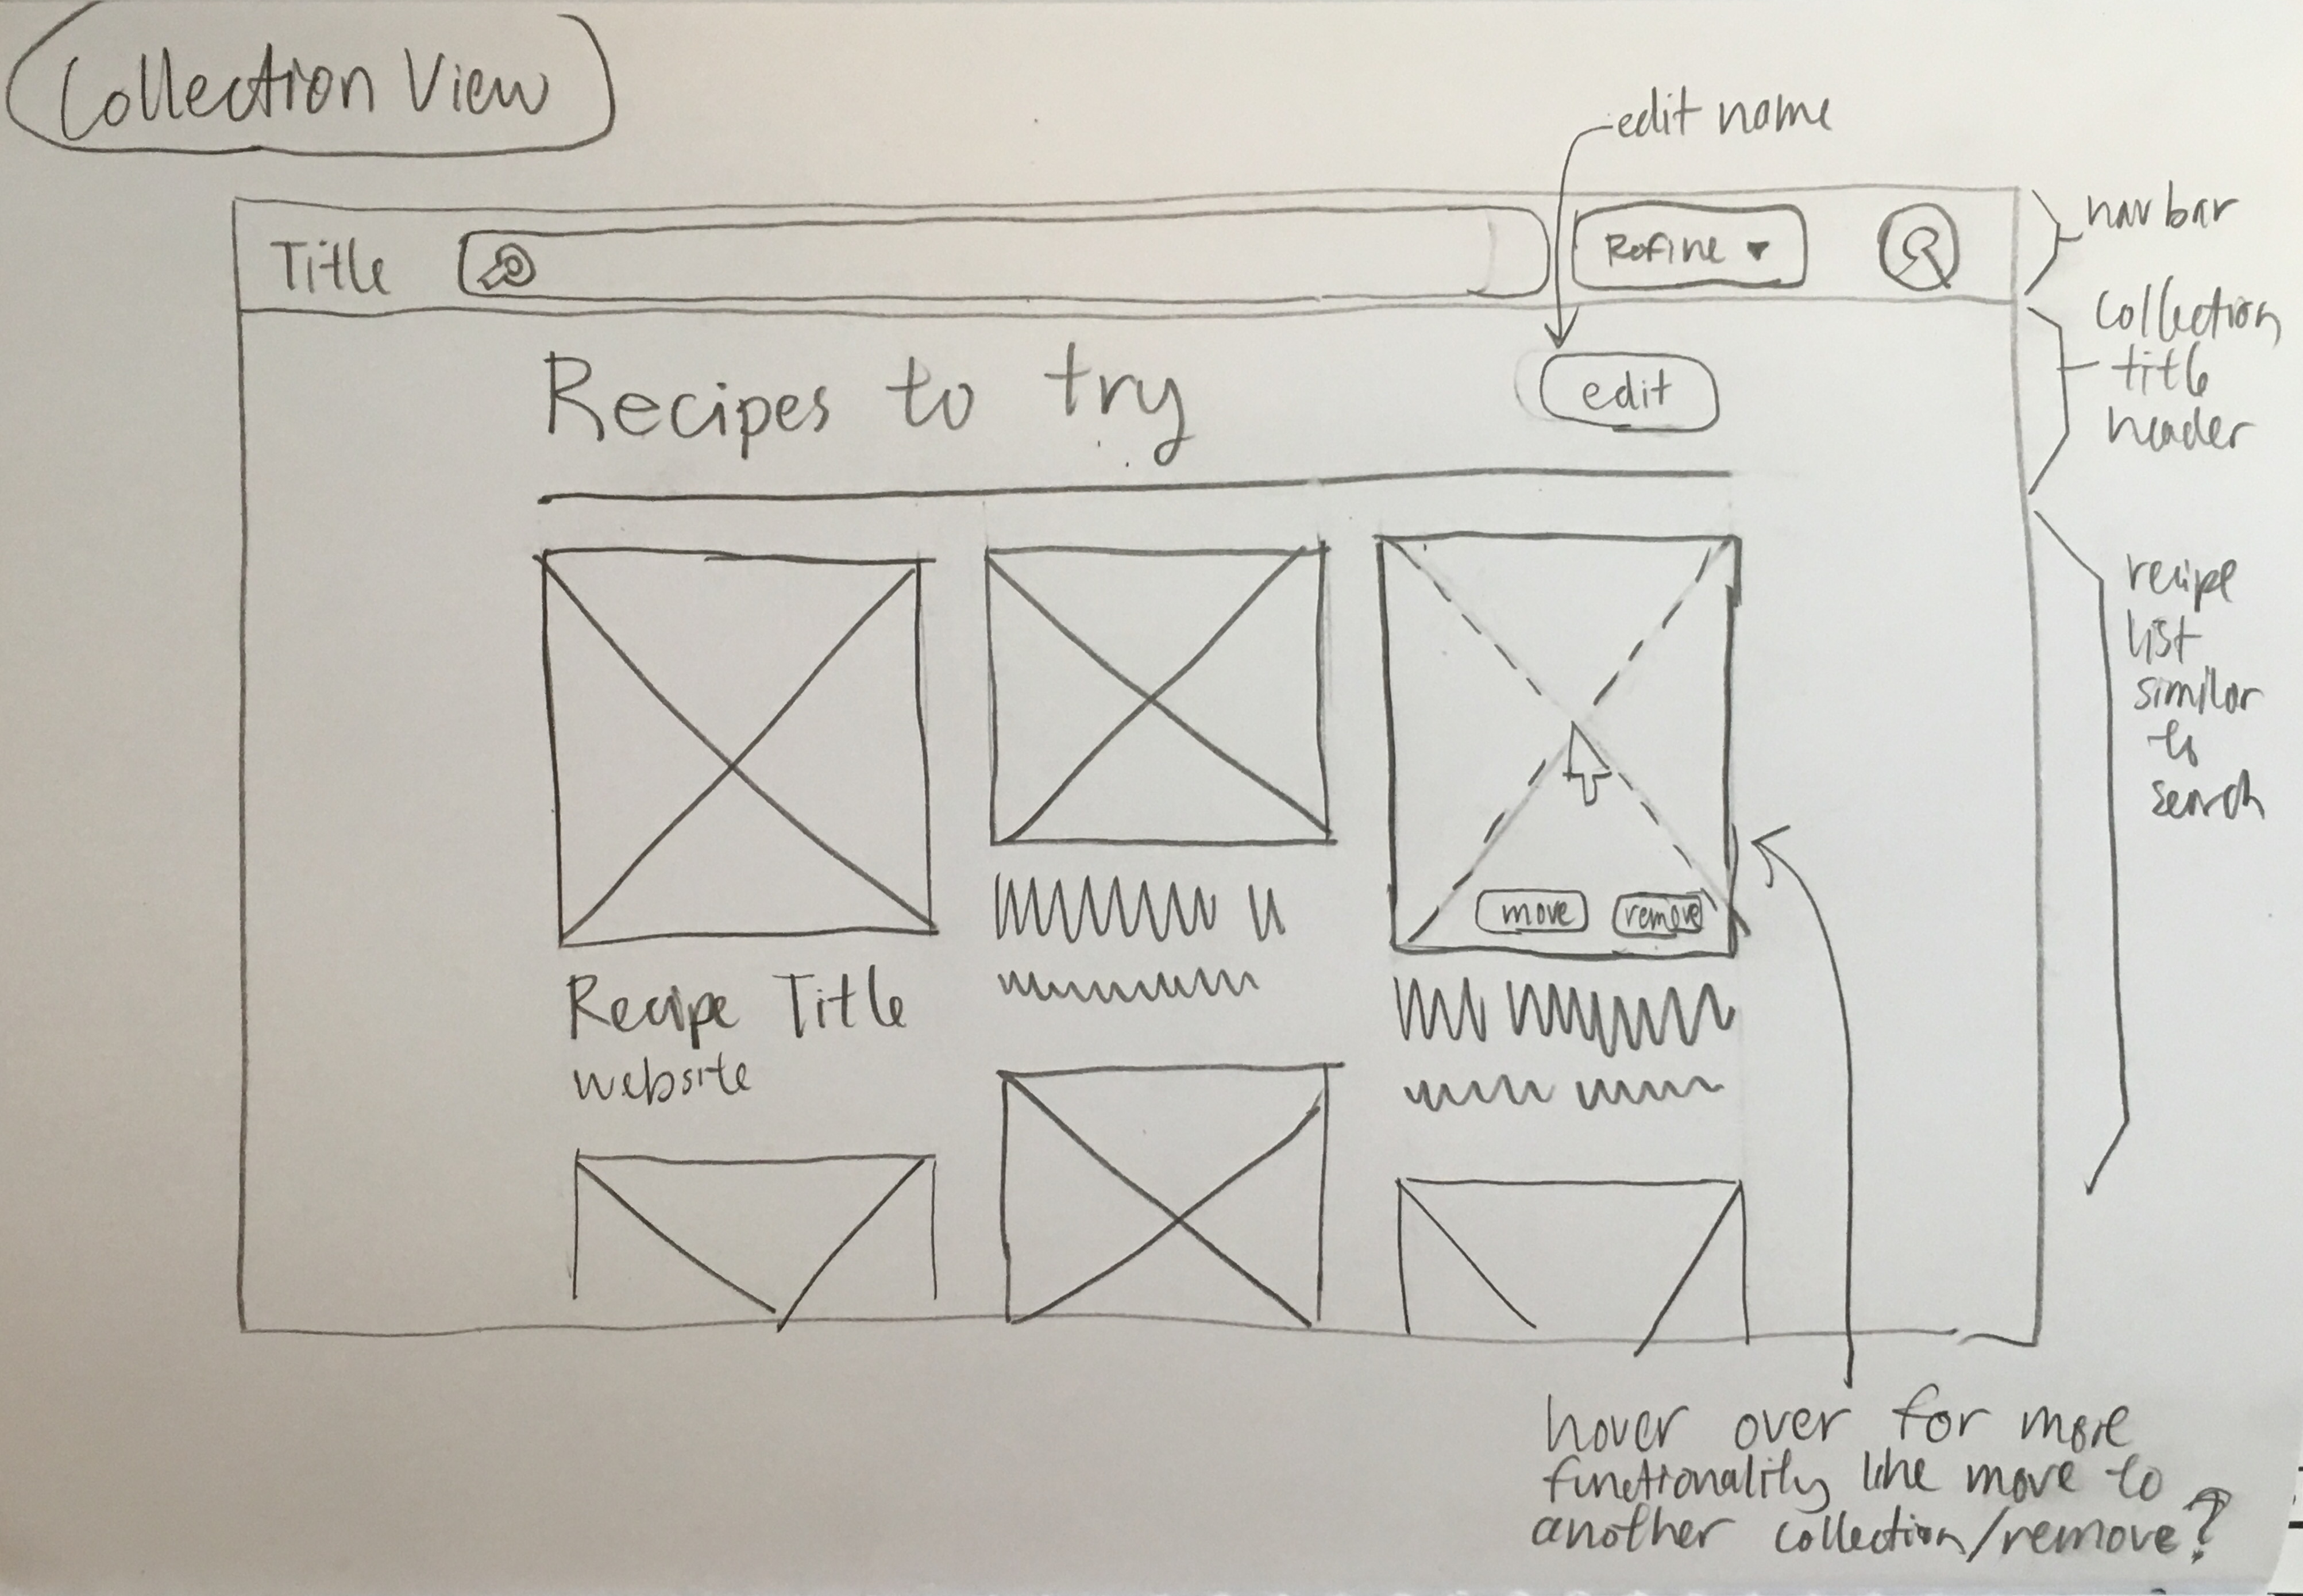 Collection View
edit name
Title
Refine ▾
nav bar
Recipes to try
edit
collection
title
header
recipe
list
similar
to
search
move
remove
Recipe Title
website
hover over for more
functionality like move to
another collection/remove?